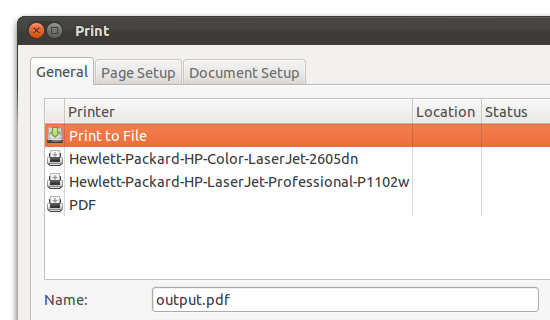 Print
General Page Setup Document Setup
Printer Location Status
Print to File
Hewlett-Packard-HP-Color-LaserJet-2605dn
Hewlett-Packard-HP-LaserJet-Professional-P1102w
PDF
Name: output.pdf